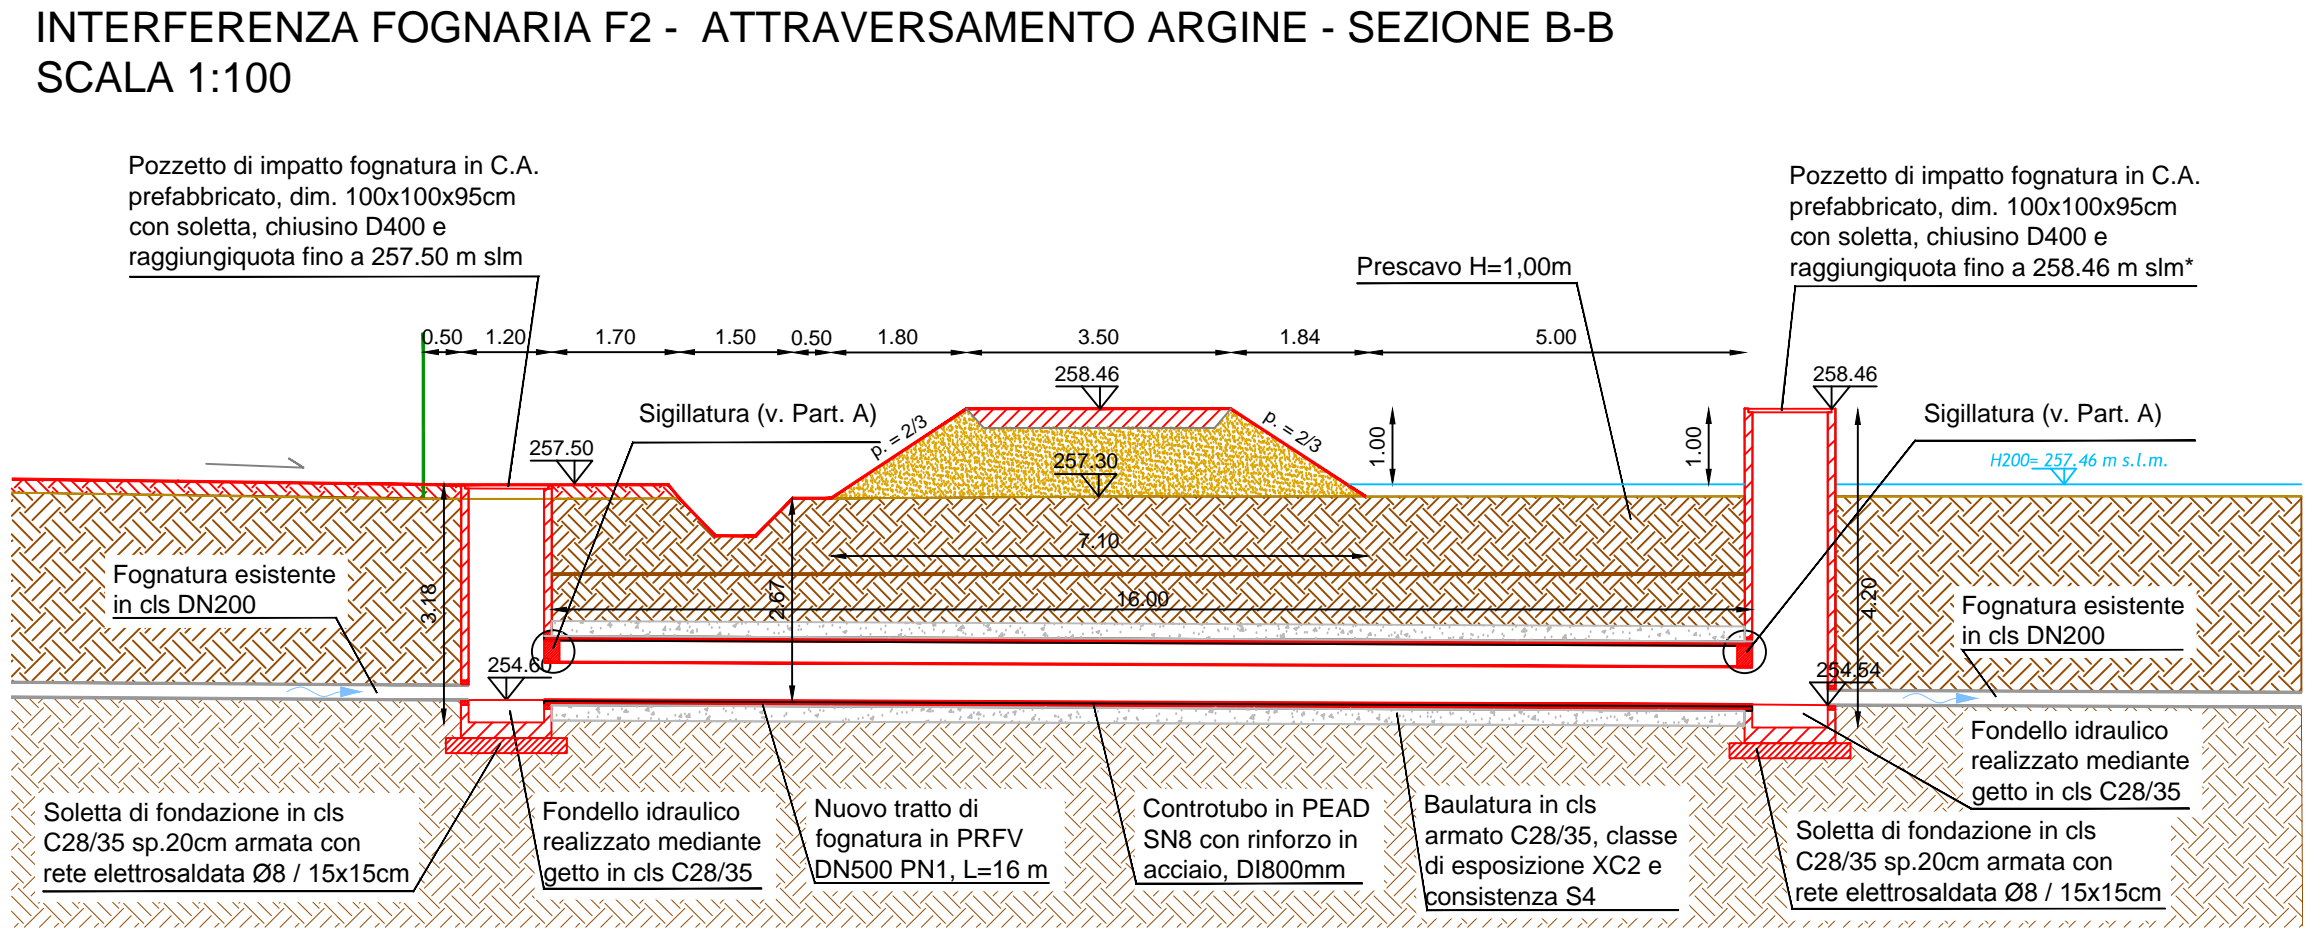 INTERFERENZA FOGNARIA F2 - ATTRAVERSAMENTO ARGINE - SEZIONE B-B
SCALA 1:100
Pozzetto di impatto fognatura in C.A.
prefabbricato, dim. 100x100x95cm
con soletta, chiusino D400 e
raggiungiquota fino a 257.50 m slm
Pozzetto di impatto fognatura in C.A.
prefabbricato, dim. 100x100x95cm
con soletta, chiusino D400 e
raggiungiquota fino a 258.46 m slm*
Prescavo H=1,00m
0.50
1.20
1.70
1.50
0.50
1.80
3.50
1.84
5.00
258.46
258.46
Sigillatura (v. Part. A)
Sigillatura (v. Part. A)
p. = 2/3
p. = 2/3
1.00
1.00
257.50
257.30
H200= 257.46 m s.l.m.
7.10
Fognatura esistente
in cls DN200
3.18
2.67
16.00
4.20
Fognatura esistente
in cls DN200
254.60
254.54
Soletta di fondazione in cls
C28/35 sp.20cm armata con
rete elettrosaldata Ø8 / 15x15cm
Fondello idraulico
realizzato mediante
getto in cls C28/35
Nuovo tratto di
fognatura in PRFV
DN500 PN1, L=16 m
Controtubo in PEAD
SN8 con rinforzo in
acciaio, DI800mm
Baulatura in cls
armato C28/35, classe
di esposizione XC2 e
consistenza S4
Fondello idraulico
realizzato mediante
getto in cls C28/35
Soletta di fondazione in cls
C28/35 sp.20cm armata con
rete elettrosaldata Ø8 / 15x15cm